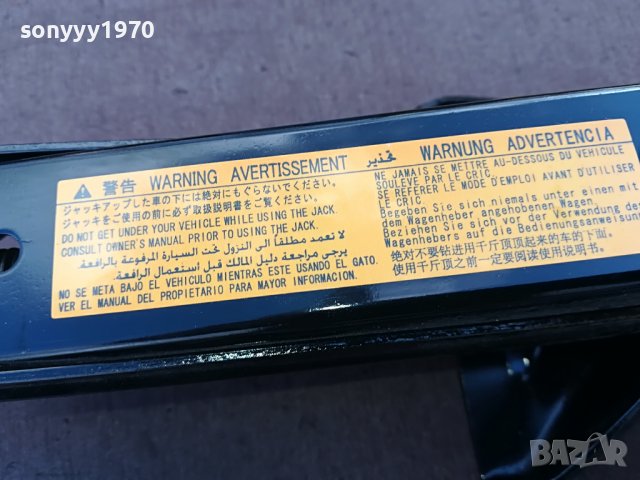 sonyyy1970
警告 WARNING AVERTISSEMENT تحذير WARNUNG ADVERTENCIA
ジャッキアップした車の下には絶対にもぐらないでください。
ジャッキをご使用の前に必ず取扱説明書をご覧ください。
DO NOT GET UNDER YOUR VEHICLE WHILE USING THE JACK.
CONSULT OWNER'S MANUAL PRIOR TO USING THE JACK.
لا تعمد مطلقاً الى النزول تحت السيارة المرفوعة بالرافعة.
يرجى مراجعة دليل المالك قبل استعمال الرافعة.
NO SE META BAJO EL VEHICULO MIENTRAS ESTE USANDO EL GATO.
VER EL MANUAL DEL PROPIETARIO PARA MAYOR INFORMACION.
NE JAMAIS SE METTRE AU-DESSOUS DU VEHICULE
SOULEVE PAR LE CRIC.
SE REFERER LE MODE D'EMPLOI AVANT D'UTILISER
LE CRIC.
Begeben Sie sich niemals unter einen mit
dem Wagenheber angehobenen Wagen.
Beziehen Sie sich vor der Verwendung des
Wagenhebers auf die Bedienungsanweisung
绝对不要钻进用千斤顶顶起来的车的下面。
使用千斤顶之前一定要阅读使用说明书。
BAZAR